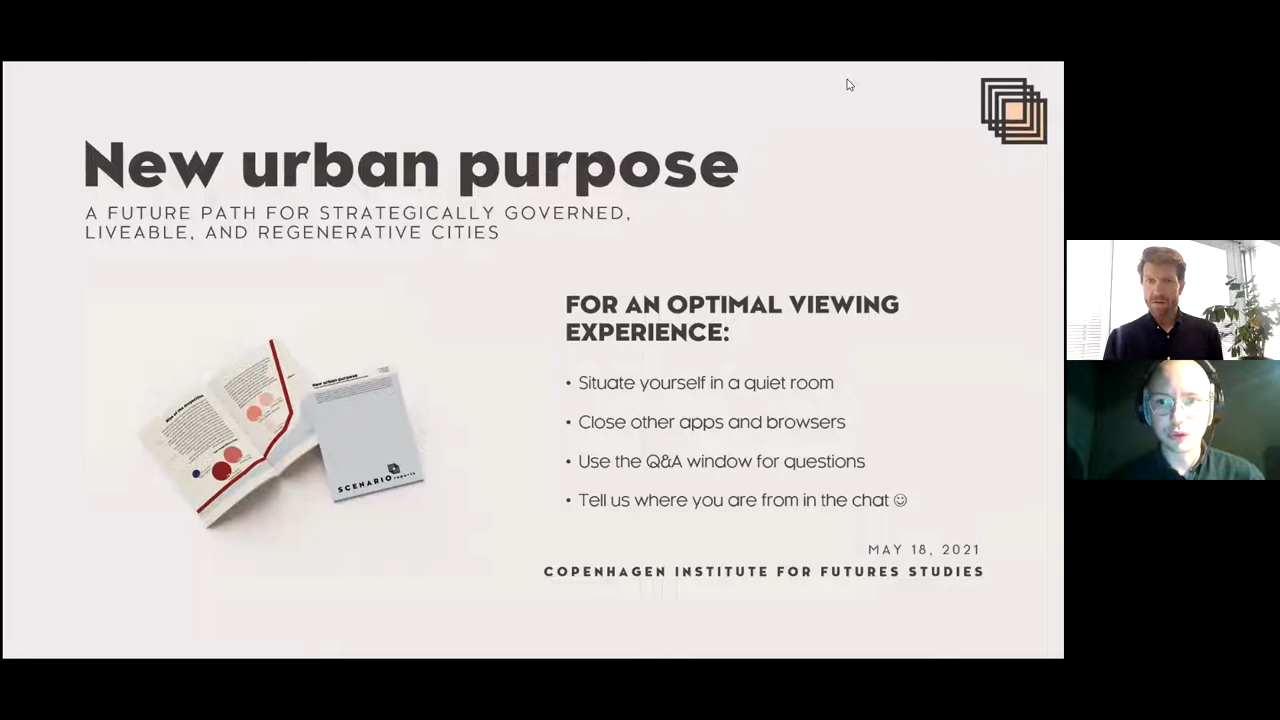 New urban purpose
A FUTURE PATH FOR STRATEGICALLY GOVERNED,
LIVEABLE, AND REGENERATIVE CITIES
FOR AN OPTIMAL VIEWING
EXPERIENCE:
• Situate yourself in a quiet room
• Close other apps and browsers
• Use the Q&A window for questions
• Tell us where you are from in the chat ☺
New urban purpose
SCENARIO reports
MAY 18, 2021
COPENHAGEN INSTITUTE FOR FUTURES STUDIES